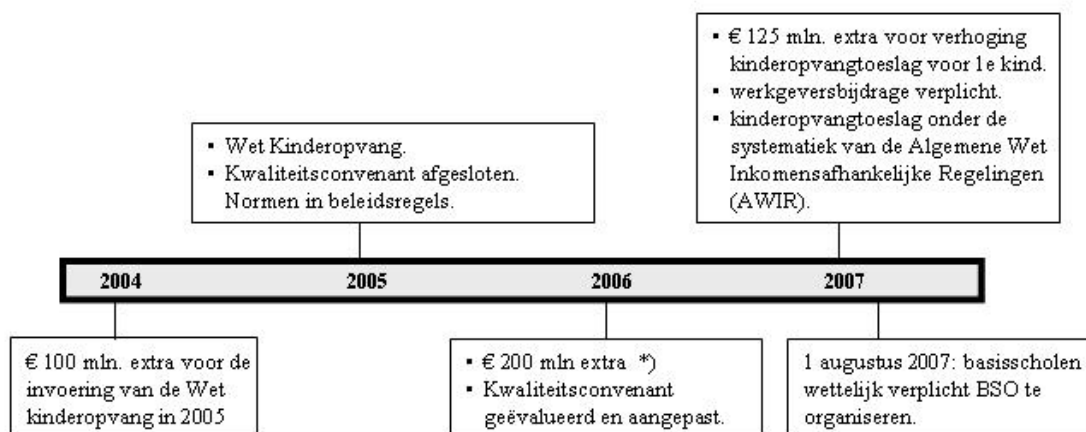 ▪ € 125 mln. extra voor verhoging
kinderopvangtoeslag voor 1e kind.
▪ werkgeversbijdrage verplicht.
▪ kinderopvangtoeslag onder de
systematiek van de Algemene Wet
Inkomensafhankelijke Regelingen
(AWIR).
▪ Wet Kinderopvang.
▪ Kwaliteitsconvenant afgesloten.
Normen in beleidsregels.
2004 2005 2006 2007
€ 100 mln. extra voor de
invoering van de Wet
kinderopvang in 2005
▪ € 200 mln extra *)
▪ Kwaliteitsconvenant
geëvalueerd en aangepast.
1 augustus 2007: basisscholen
wettelijk verplicht BSO te
organiseren.